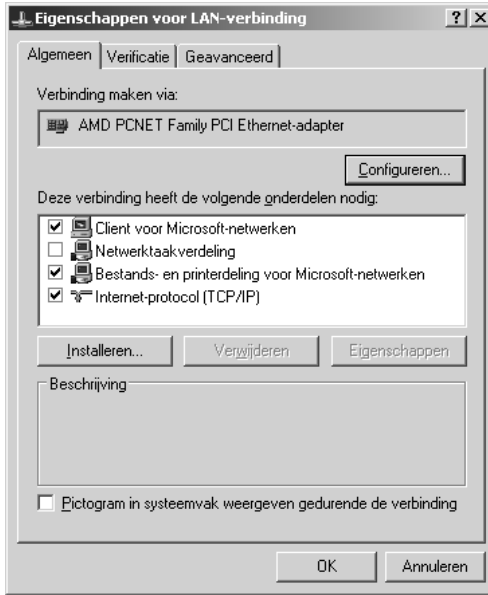 Eigenschappen voor LAN-verbinding
Algemeen Verificatie Geavanceerd
Verbinding maken via:
AMD PCNET Family PCI Ethernet-adapter
Configureren...
Deze verbinding heeft de volgende onderdelen nodig:
Client voor Microsoft-netwerken
Netwerktaakverdeling
Bestands- en printerdeling voor Microsoft-netwerken
Internet-protocol (TCP/IP)
Installeren... Verwijderen Eigenschappen
Beschrijving
Pictogram in systeemvak weergeven gedurende de verbinding
OK Annuleren